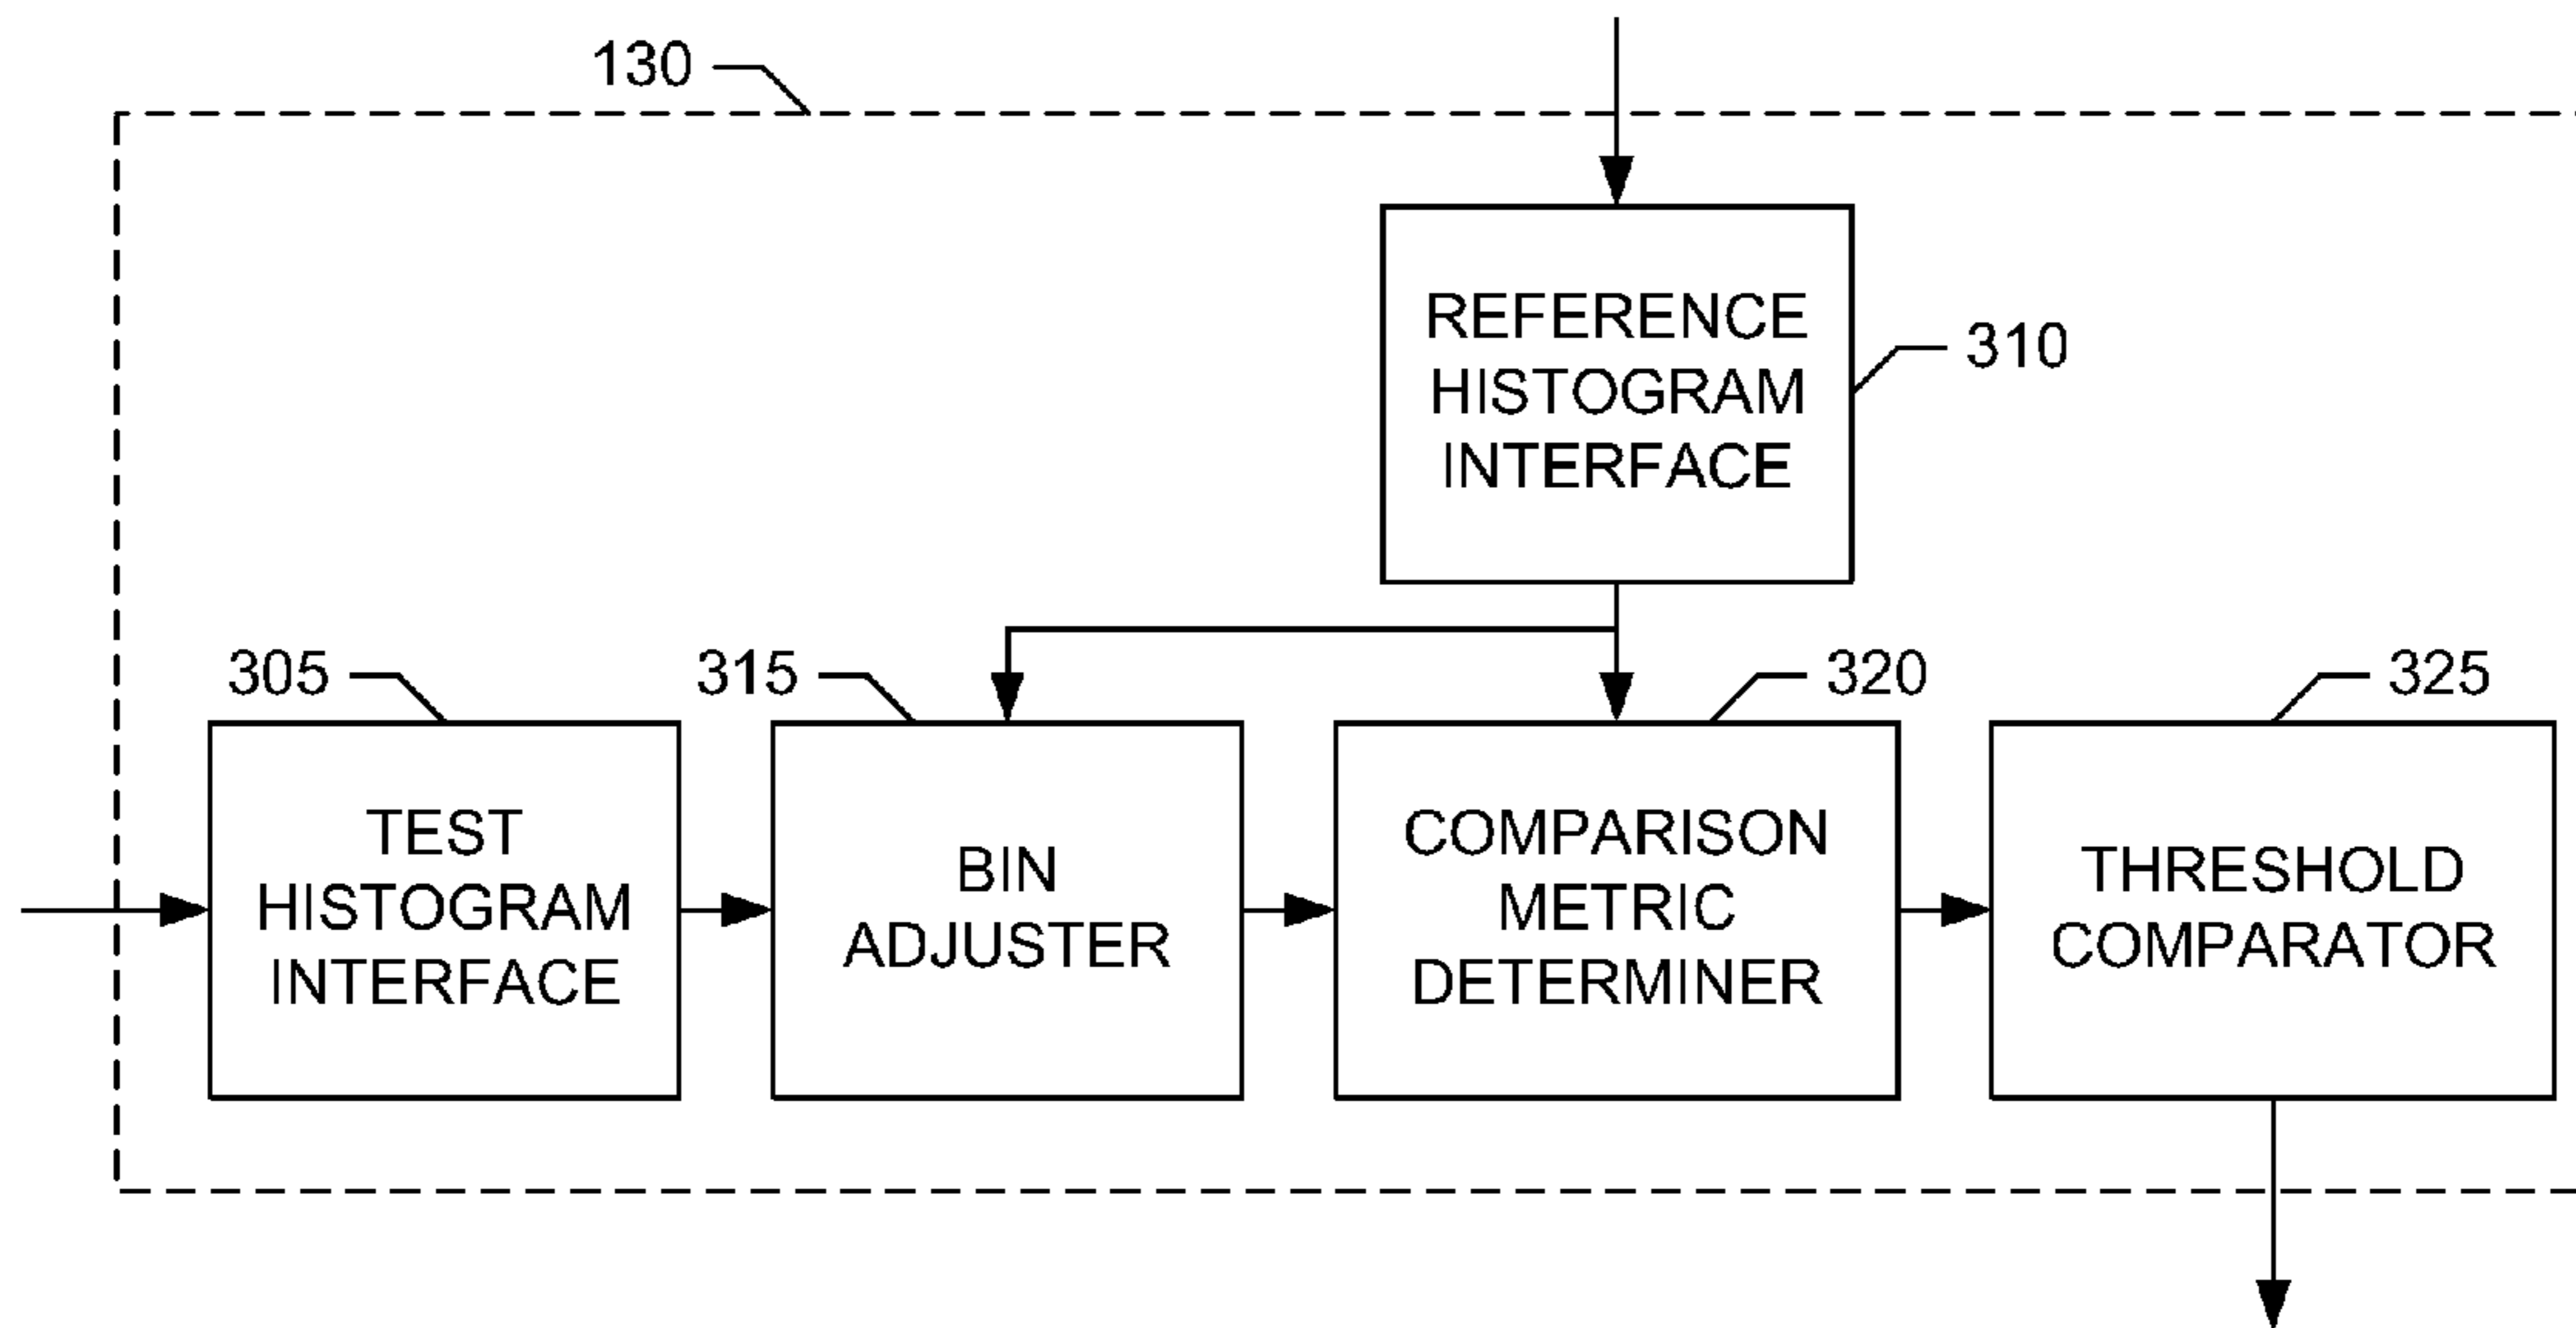 130
REFERENCE
HISTOGRAM
INTERFACE
310
305
315
320
325
TEST
HISTOGRAM
INTERFACE
BIN
ADJUSTER
COMPARISON
METRIC
DETERMINER
THRESHOLD
COMPARATOR